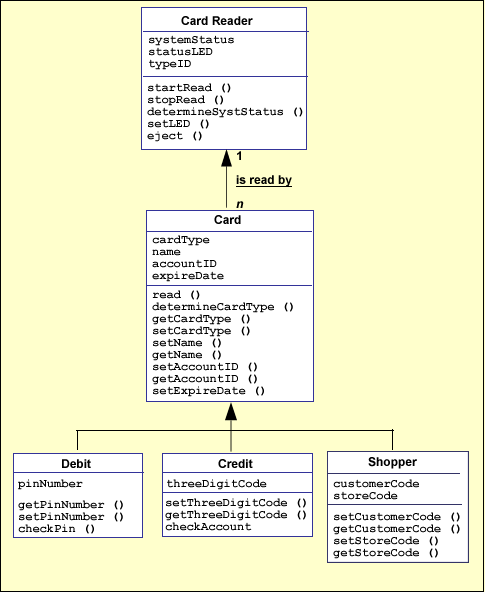 Card Reader
systemStatus
statusLED
typeID
startRead ()
stopRead ()
determineSystStatus ()
setLED ()
eject ()
1
is read by
n
Card
cardType
name
accountID
expireDate
read ()
determineCardType ()
getCardType ()
setCardType ()
setName ()
getName ()
setAccountID ()
getAccountID ()
setExpireDate ()
Debit
pinNumber
getPinNumber ()
setPinNumber ()
checkPin ()
Credit
threeDigitCode
setThreeDigitCode ()
getThreeDigitCode ()
checkAccount
Shopper
customerCode
storeCode
setCustomerCode ()
getCustomerCode ()
setStoreCode ()
getStoreCode ()